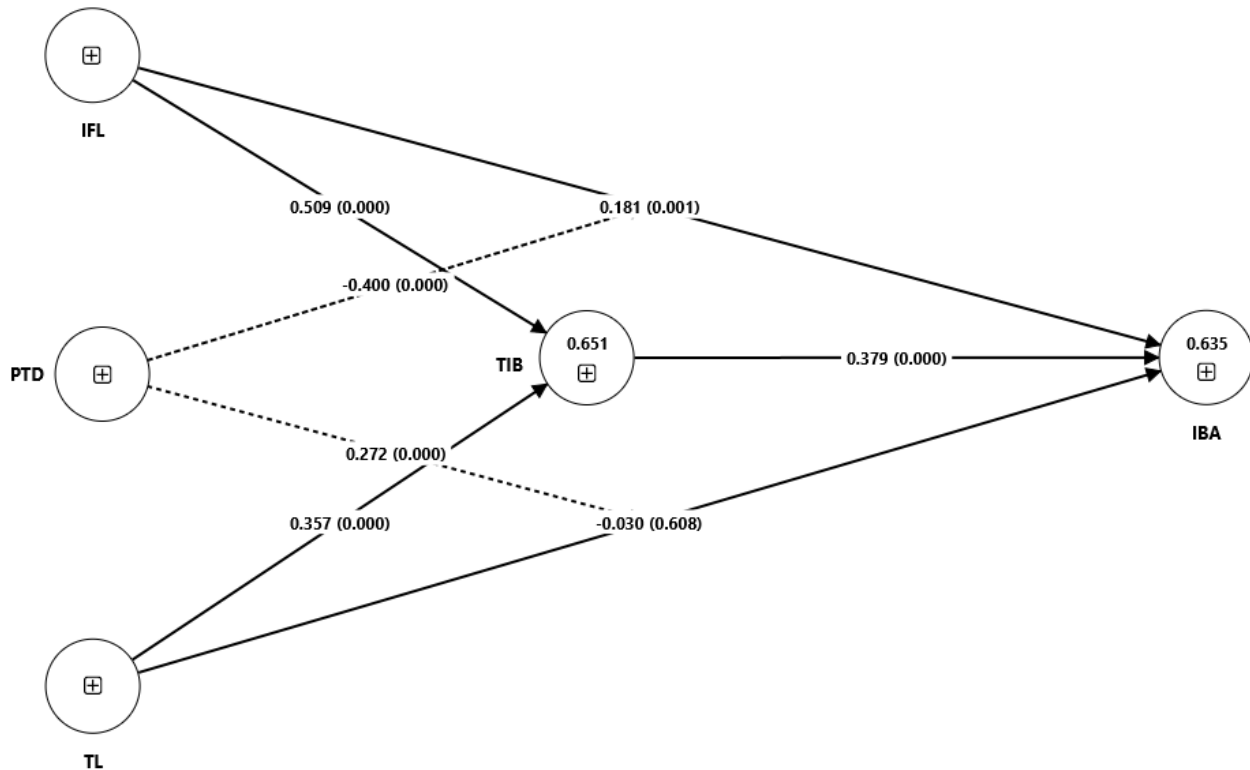 IFL
0.509 (0.000)
0.181 (0.001)
-0.400 (0.000)
0.651
0.635
TIB
0.379 (0.000)
PTD
IBA
0.272 (0.000)
0.357 (0.000)
-0.030 (0.608)
TL